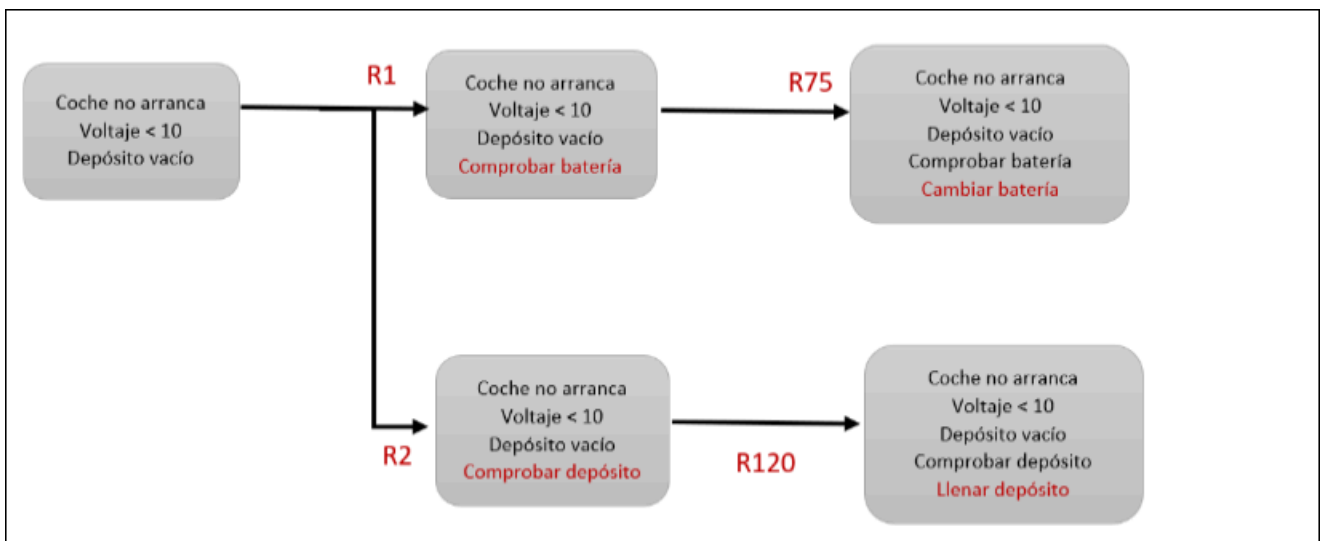 Coche no arranca
Voltaje < 10
Depósito vacío
R1
Coche no arranca
Voltaje < 10
Depósito vacío
Comprobar batería
R75
Coche no arranca
Voltaje < 10
Depósito vacío
Comprobar batería
Cambiar batería
R2
Coche no arranca
Voltaje < 10
Depósito vacío
Comprobar depósito
R120
Coche no arranca
Voltaje < 10
Depósito vacío
Comprobar depósito
Llenar depósito